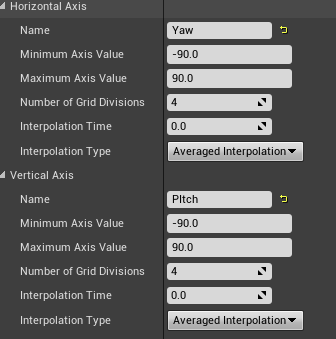 Horizontal Axis
Name Yaw
Minimum Axis Value -90.0
Maximum Axis Value 90.0
Number of Grid Divisions 4
Interpolation Time 0.0
Interpolation Type Averaged Interpolation
Vertical Axis
Name PItch
Minimum Axis Value -90.0
Maximum Axis Value 90.0
Number of Grid Divisions 4
Interpolation Time 0.0
Interpolation Type Averaged Interpolation